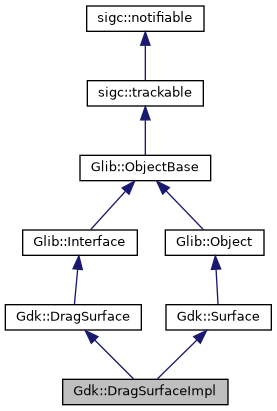 sigc::notifiable
sigc::trackable
Glib::ObjectBase
Glib::Interface
Glib::Object
Gdk::DragSurface
Gdk::Surface
Gdk::DragSurfaceImpl